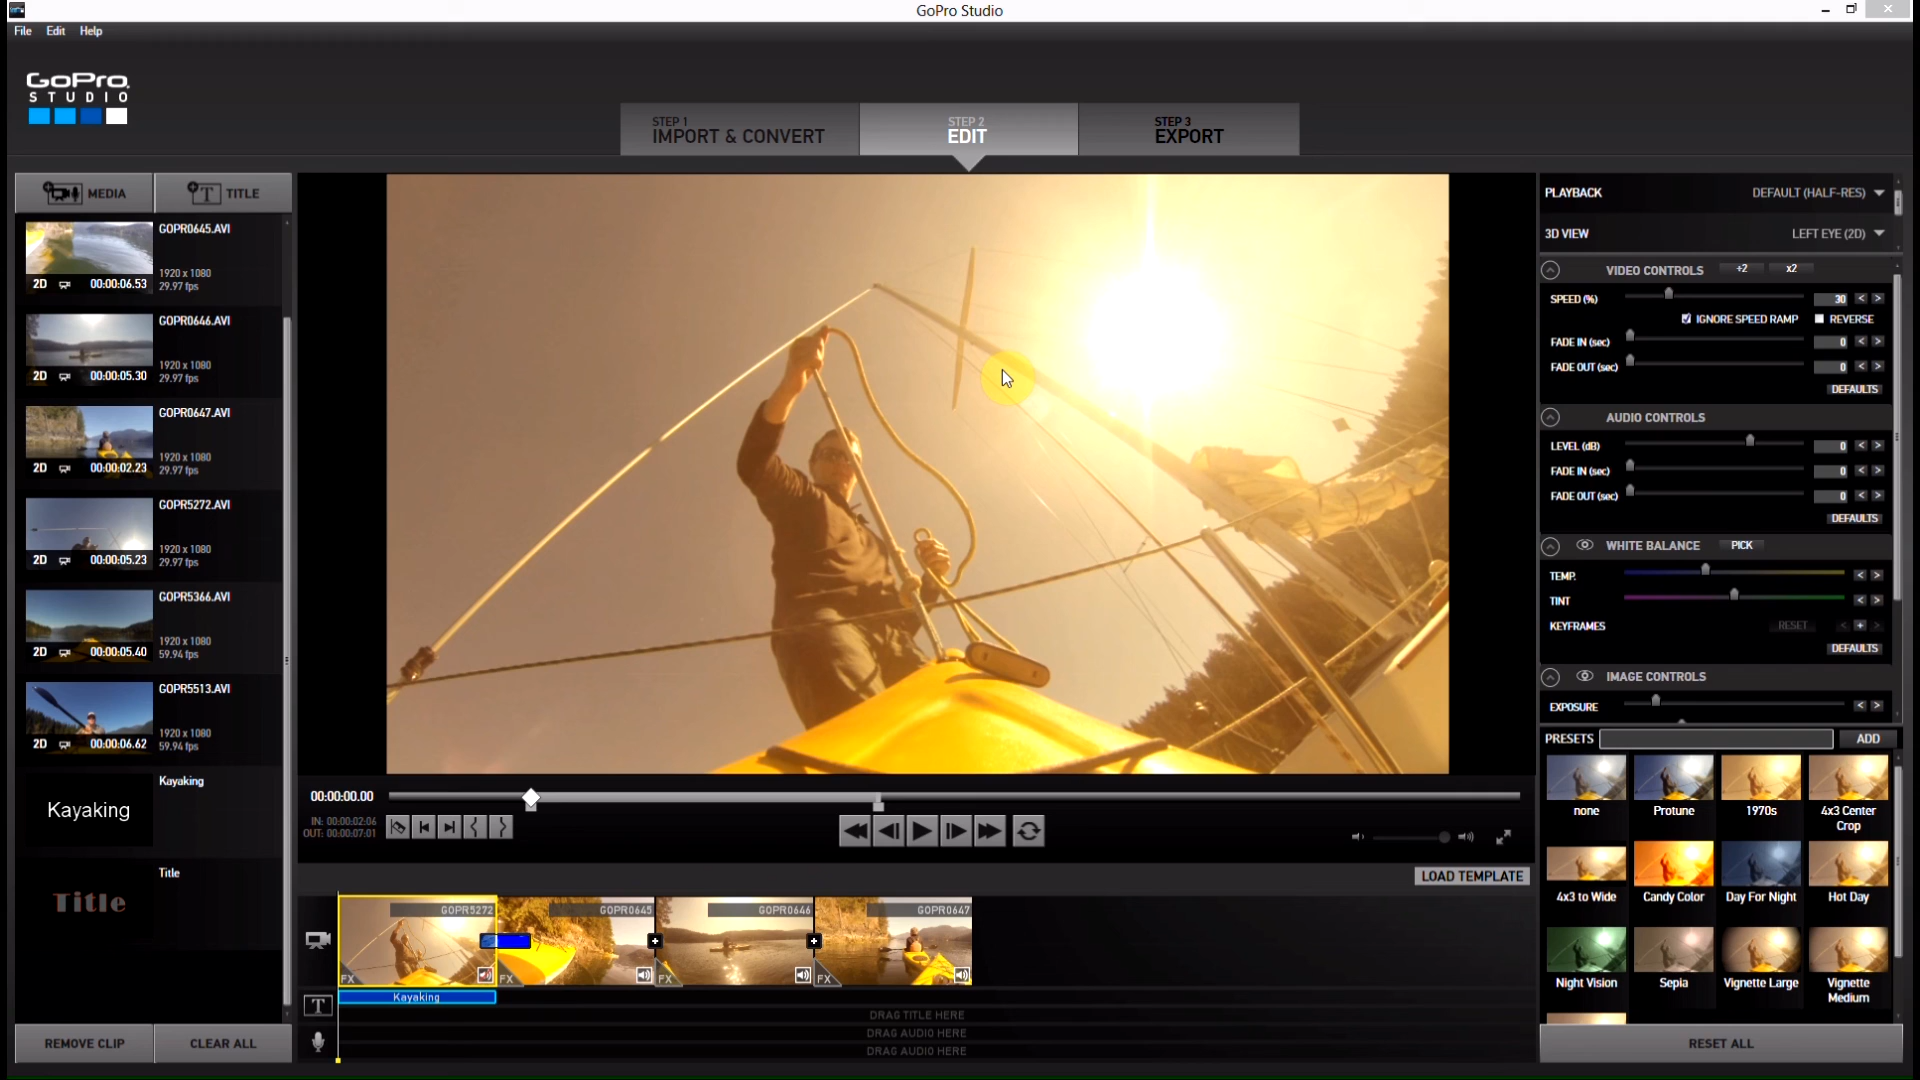 GoPro Studio
File Edit Help
GoPro
STUDIO
STEP 1
IMPORT & CONVERT
STEP 2
EDIT
STEP 3
EXPORT
MEDIA
TITLE
GOPR0645.AVI
1920 x 1080
2D 00:00:06.53 29.97 fps
GOPR0646.AVI
1920 x 1080
2D 00:00:05.30 29.97 fps
GOPR0647.AVI
1920 x 1080
2D 00:00:02.23 29.97 fps
GOPR5272.AVI
1920 x 1080
2D 00:00:05.23 29.97 fps
GOPR5366.AVI
1920 x 1080
2D 00:00:05.40 59.94 fps
GOPR5513.AVI
1920 x 1080
2D 00:00:06.62 59.94 fps
Kayaking
Kayaking
Title
Title
REMOVE CLIP
CLEAR ALL
00:00:00.00
IN: 00:00:02:06
OUT: 00:00:07:01
LOAD TEMPLATE
GOPR5272
GOPR0645
GOPR0646
GOPR0647
FX
FX
FX
FX
T
Kayaking
DRAG TITLE HERE
DRAG AUDIO HERE
DRAG AUDIO HERE
PLAYBACK DEFAULT (HALF-RES)
3D VIEW LEFT EYE (2D)
VIDEO CONTROLS ÷2 x2
SPEED (%) 30 < >
IGNORE SPEED RAMP REVERSE
FADE IN (sec) 0 < >
FADE OUT (sec) 0 < >
DEFAULTS
AUDIO CONTROLS
LEVEL (dB) 0 < >
FADE IN (sec) 0 < >
FADE OUT (sec) 0 < >
DEFAULTS
WHITE BALANCE PICK
TEMP. < >
TINT < >
KEYFRAMES RESET < + >
DEFAULTS
IMAGE CONTROLS
EXPOSURE < >
PRESETS ADD
none
Protune
1970s
4x3 Center
Crop
4x3 to Wide
Candy Color
Day For Night
Hot Day
Night Vision
Sepia
Vignette Large
Vignette
Medium
RESET ALL